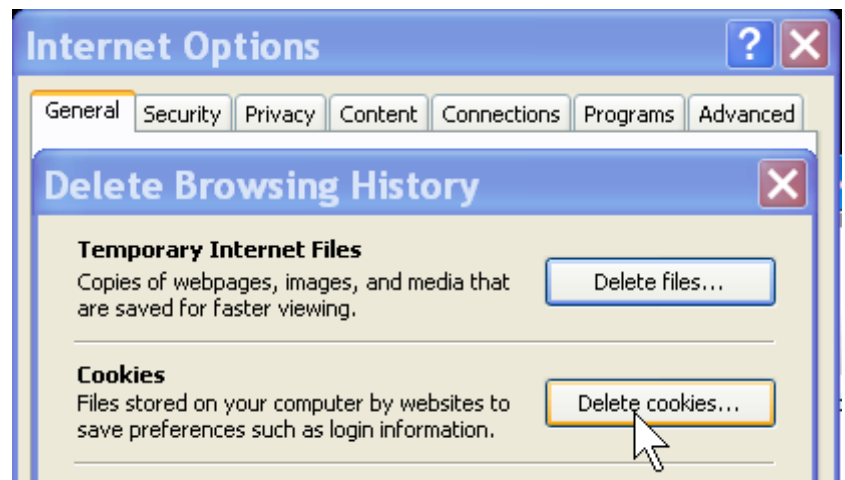 Internet Options
General Security Privacy Content Connections Programs Advanced
Delete Browsing History
Temporary Internet Files
Copies of webpages, images, and media that
are saved for faster viewing.
Delete files...
Cookies
Files stored on your computer by websites to
save preferences such as login information.
Delete cookies...